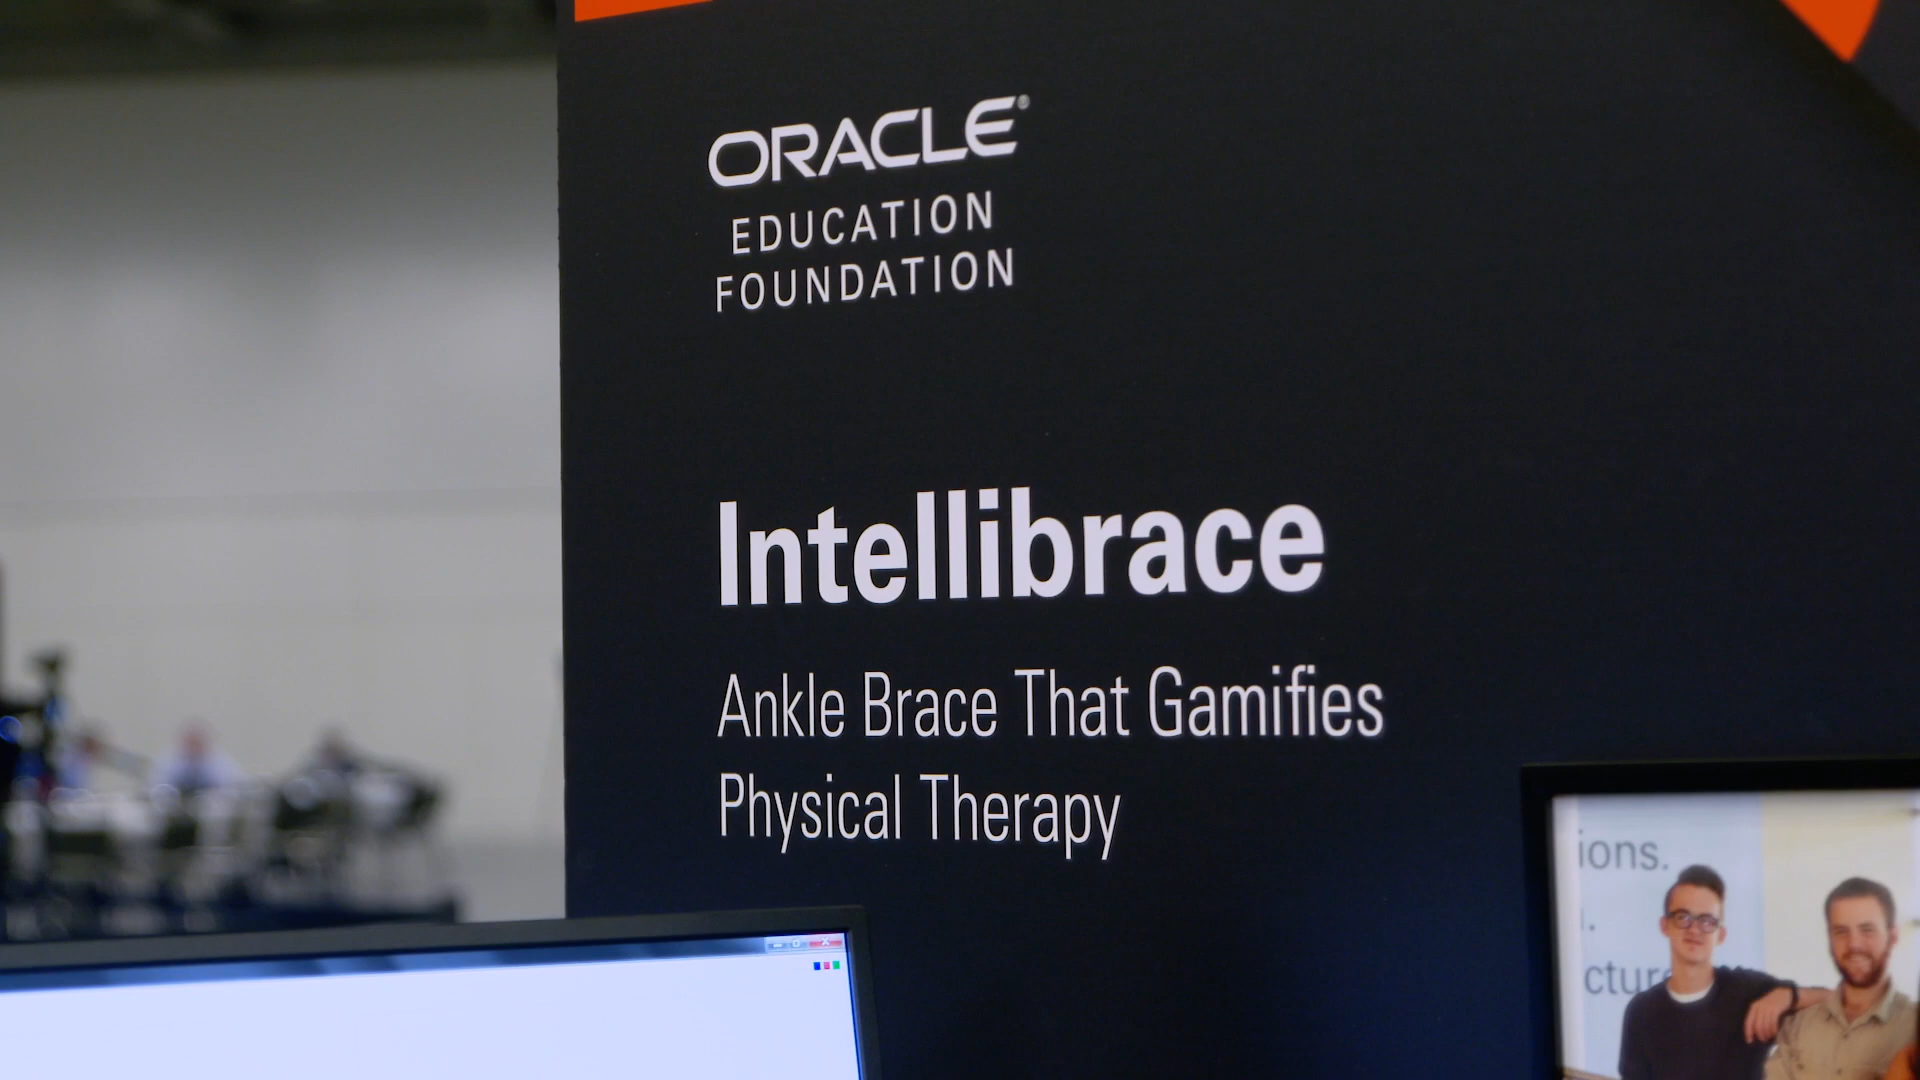 ORACLE®
EDUCATION
FOUNDATION
Intellibrace
Ankle Brace That Gamifies
Physical Therapy
ions.